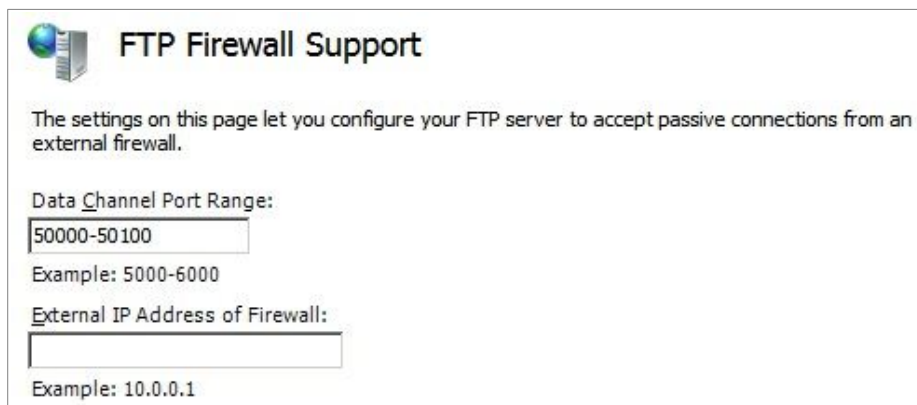 FTP Firewall Support
The settings on this page let you configure your FTP server to accept passive connections from an
external firewall.
Data Channel Port Range:
50000-50100
Example: 5000-6000
External IP Address of Firewall:
Example: 10.0.0.1